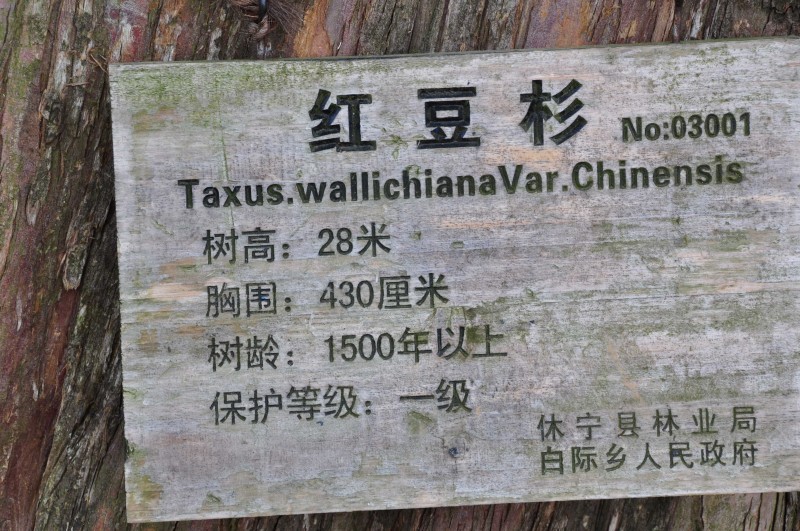 红豆杉 No:03001
Taxus.wallichianaVar.Chinensis
树高：28米
胸围：430厘米
树龄：1500年以上
保护等级：一级
休宁县林业局
白际乡人民政府